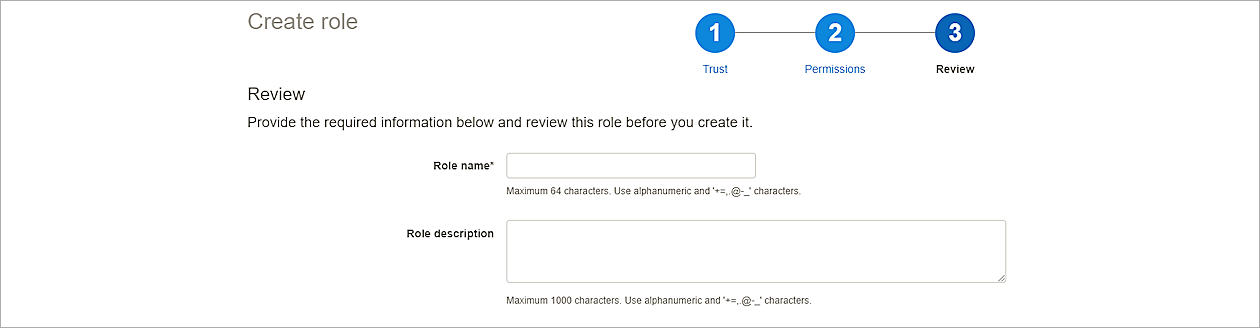 Create role
1 2 3
Trust Permissions Review
Review
Provide the required information below and review this role before you create it.
Role name*
Maximum 64 characters. Use alphanumeric and '+=,.@-_' characters.
Role description
Maximum 1000 characters. Use alphanumeric and '+=,.@-_' characters.